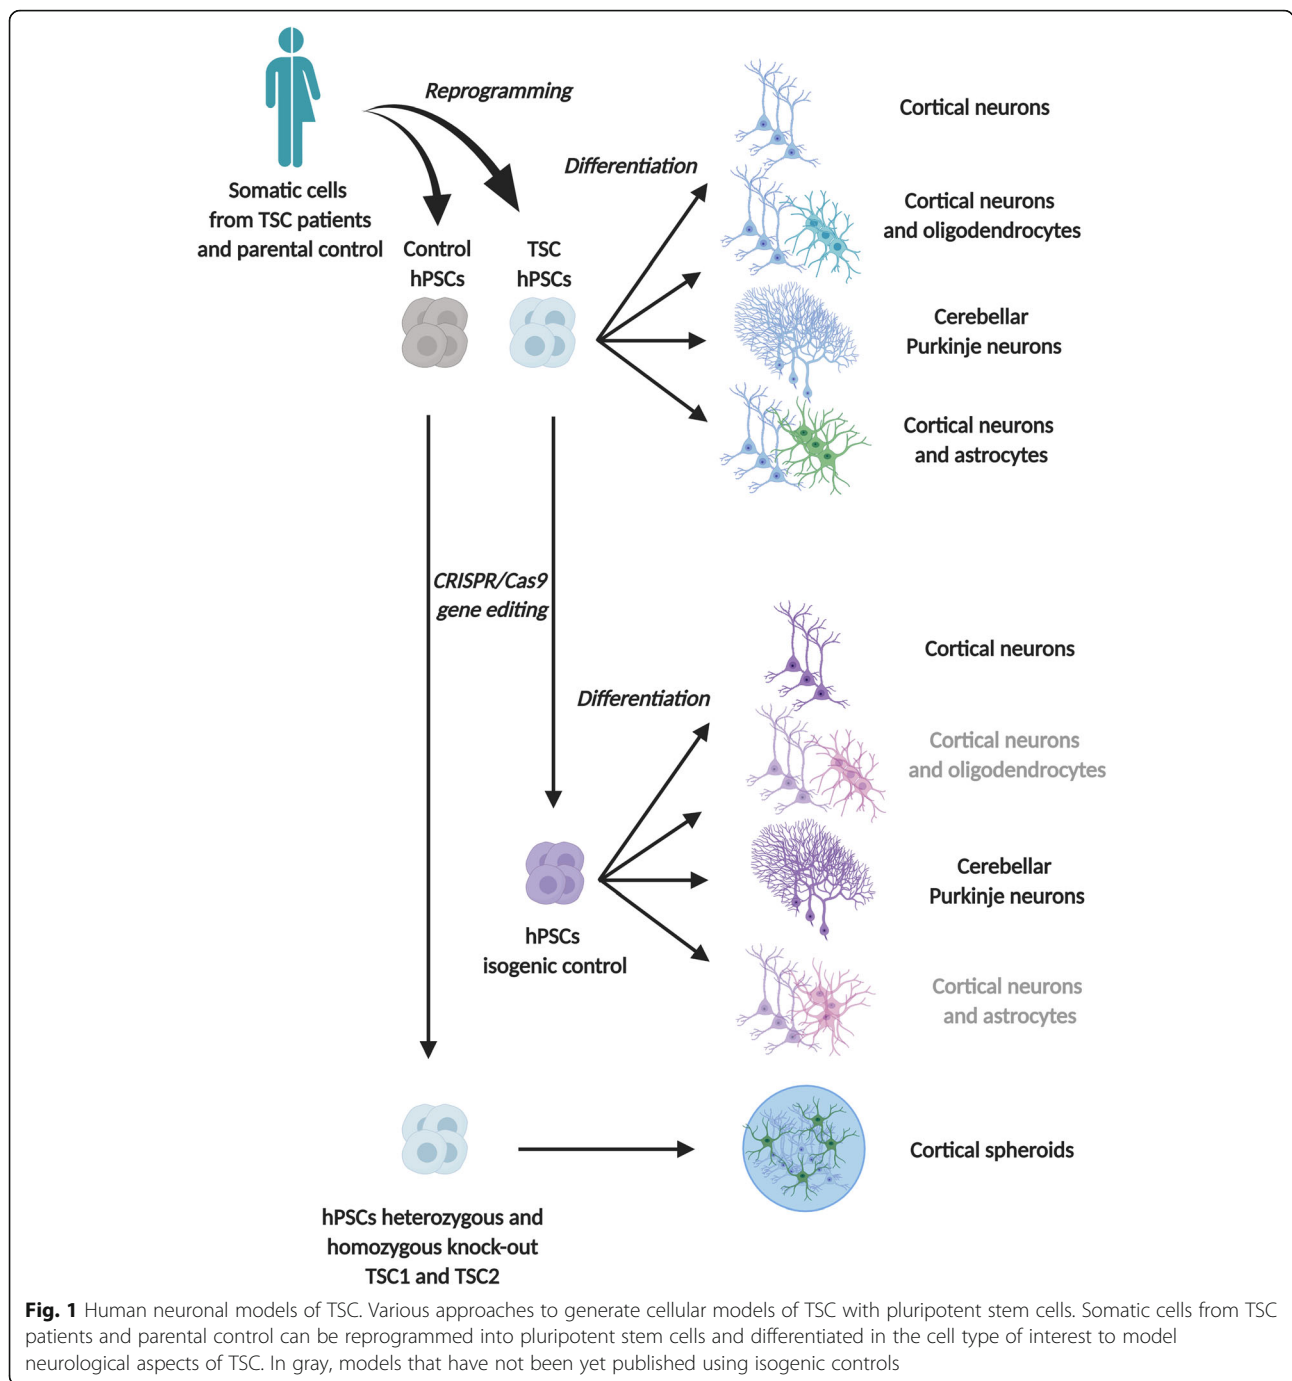 Reprogramming
Cortical neurons
Differentiation
Somatic cells
from TSC patients
and parental control
Control
hPSCs
TSC
hPSCs
Cortical neurons
and oligodendrocytes
Cerebellar
Purkinje neurons
Cortical neurons
and astrocytes
CRISPR/Cas9
gene editing
Cortical neurons
Differentiation
Cortical neurons
and oligodendrocytes
Cerebellar
Purkinje neurons
hPSCs
isogenic control
Cortical neurons
and astrocytes
Cortical spheroids
hPSCs heterozygous and
homozygous knock-out
TSC1 and TSC2
Fig. 1 Human neuronal models of TSC. Various approaches to generate cellular models of TSC with pluripotent stem cells. Somatic cells from TSC
patients and parental control can be reprogrammed into pluripotent stem cells and differentiated in the cell type of interest to model
neurological aspects of TSC. In gray, models that have not been yet published using isogenic controls